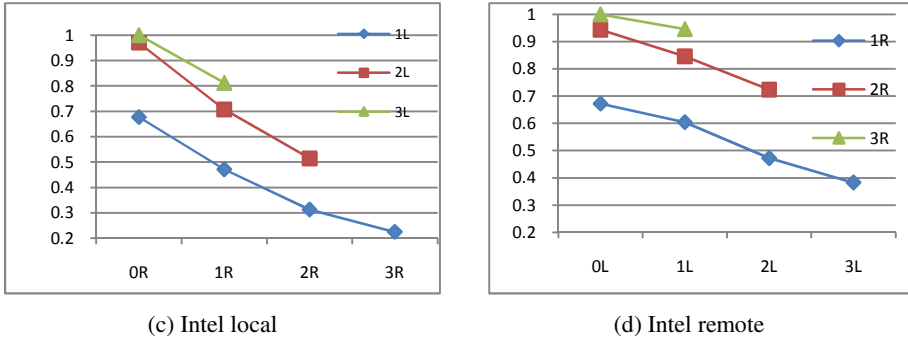 1
0.9
0.8
0.7
0.6
0.5
0.4
0.3
0.2
0R 1R 2R 3R
1L
2L
3L
(c) Intel local
1
0.9
0.8
0.7
0.6
0.5
0.4
0.3
0.2
0L 1L 2L 3L
1R
2R
3R
(d) Intel remote